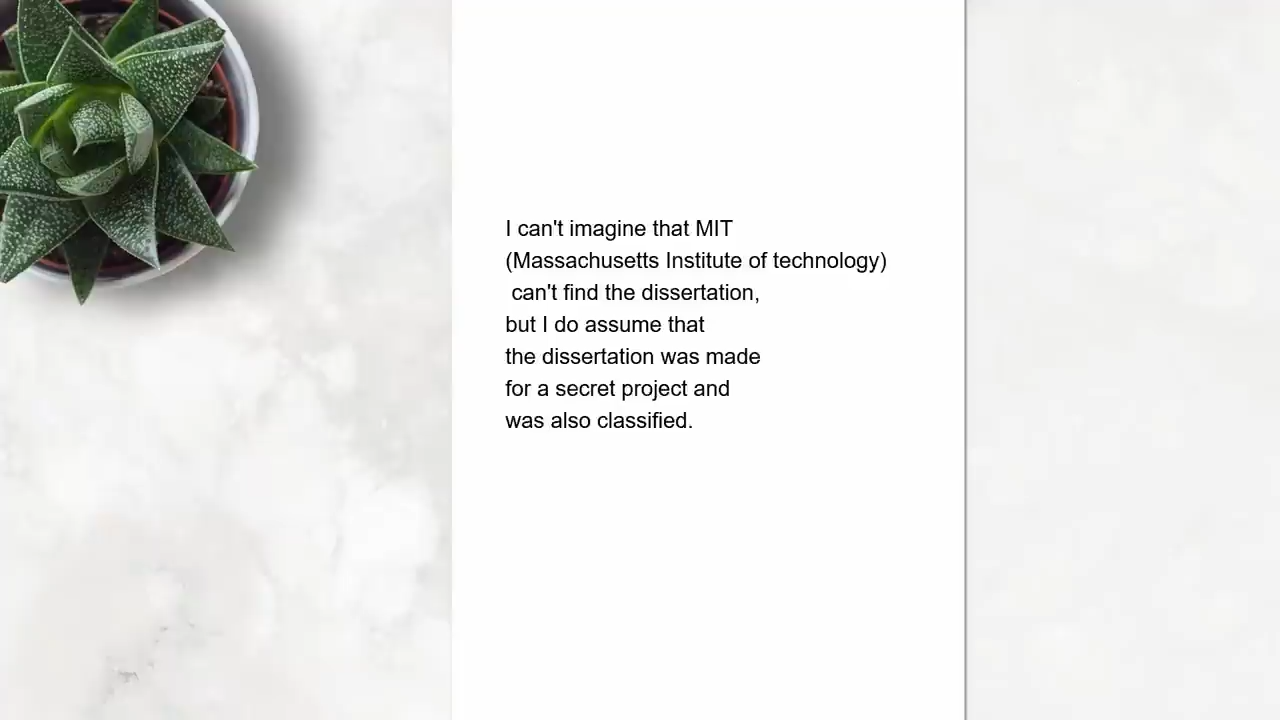 I can't imagine that MIT
(Massachusetts Institute of technology)
can't find the dissertation,
but I do assume that
the dissertation was made
for a secret project and
was also classified.